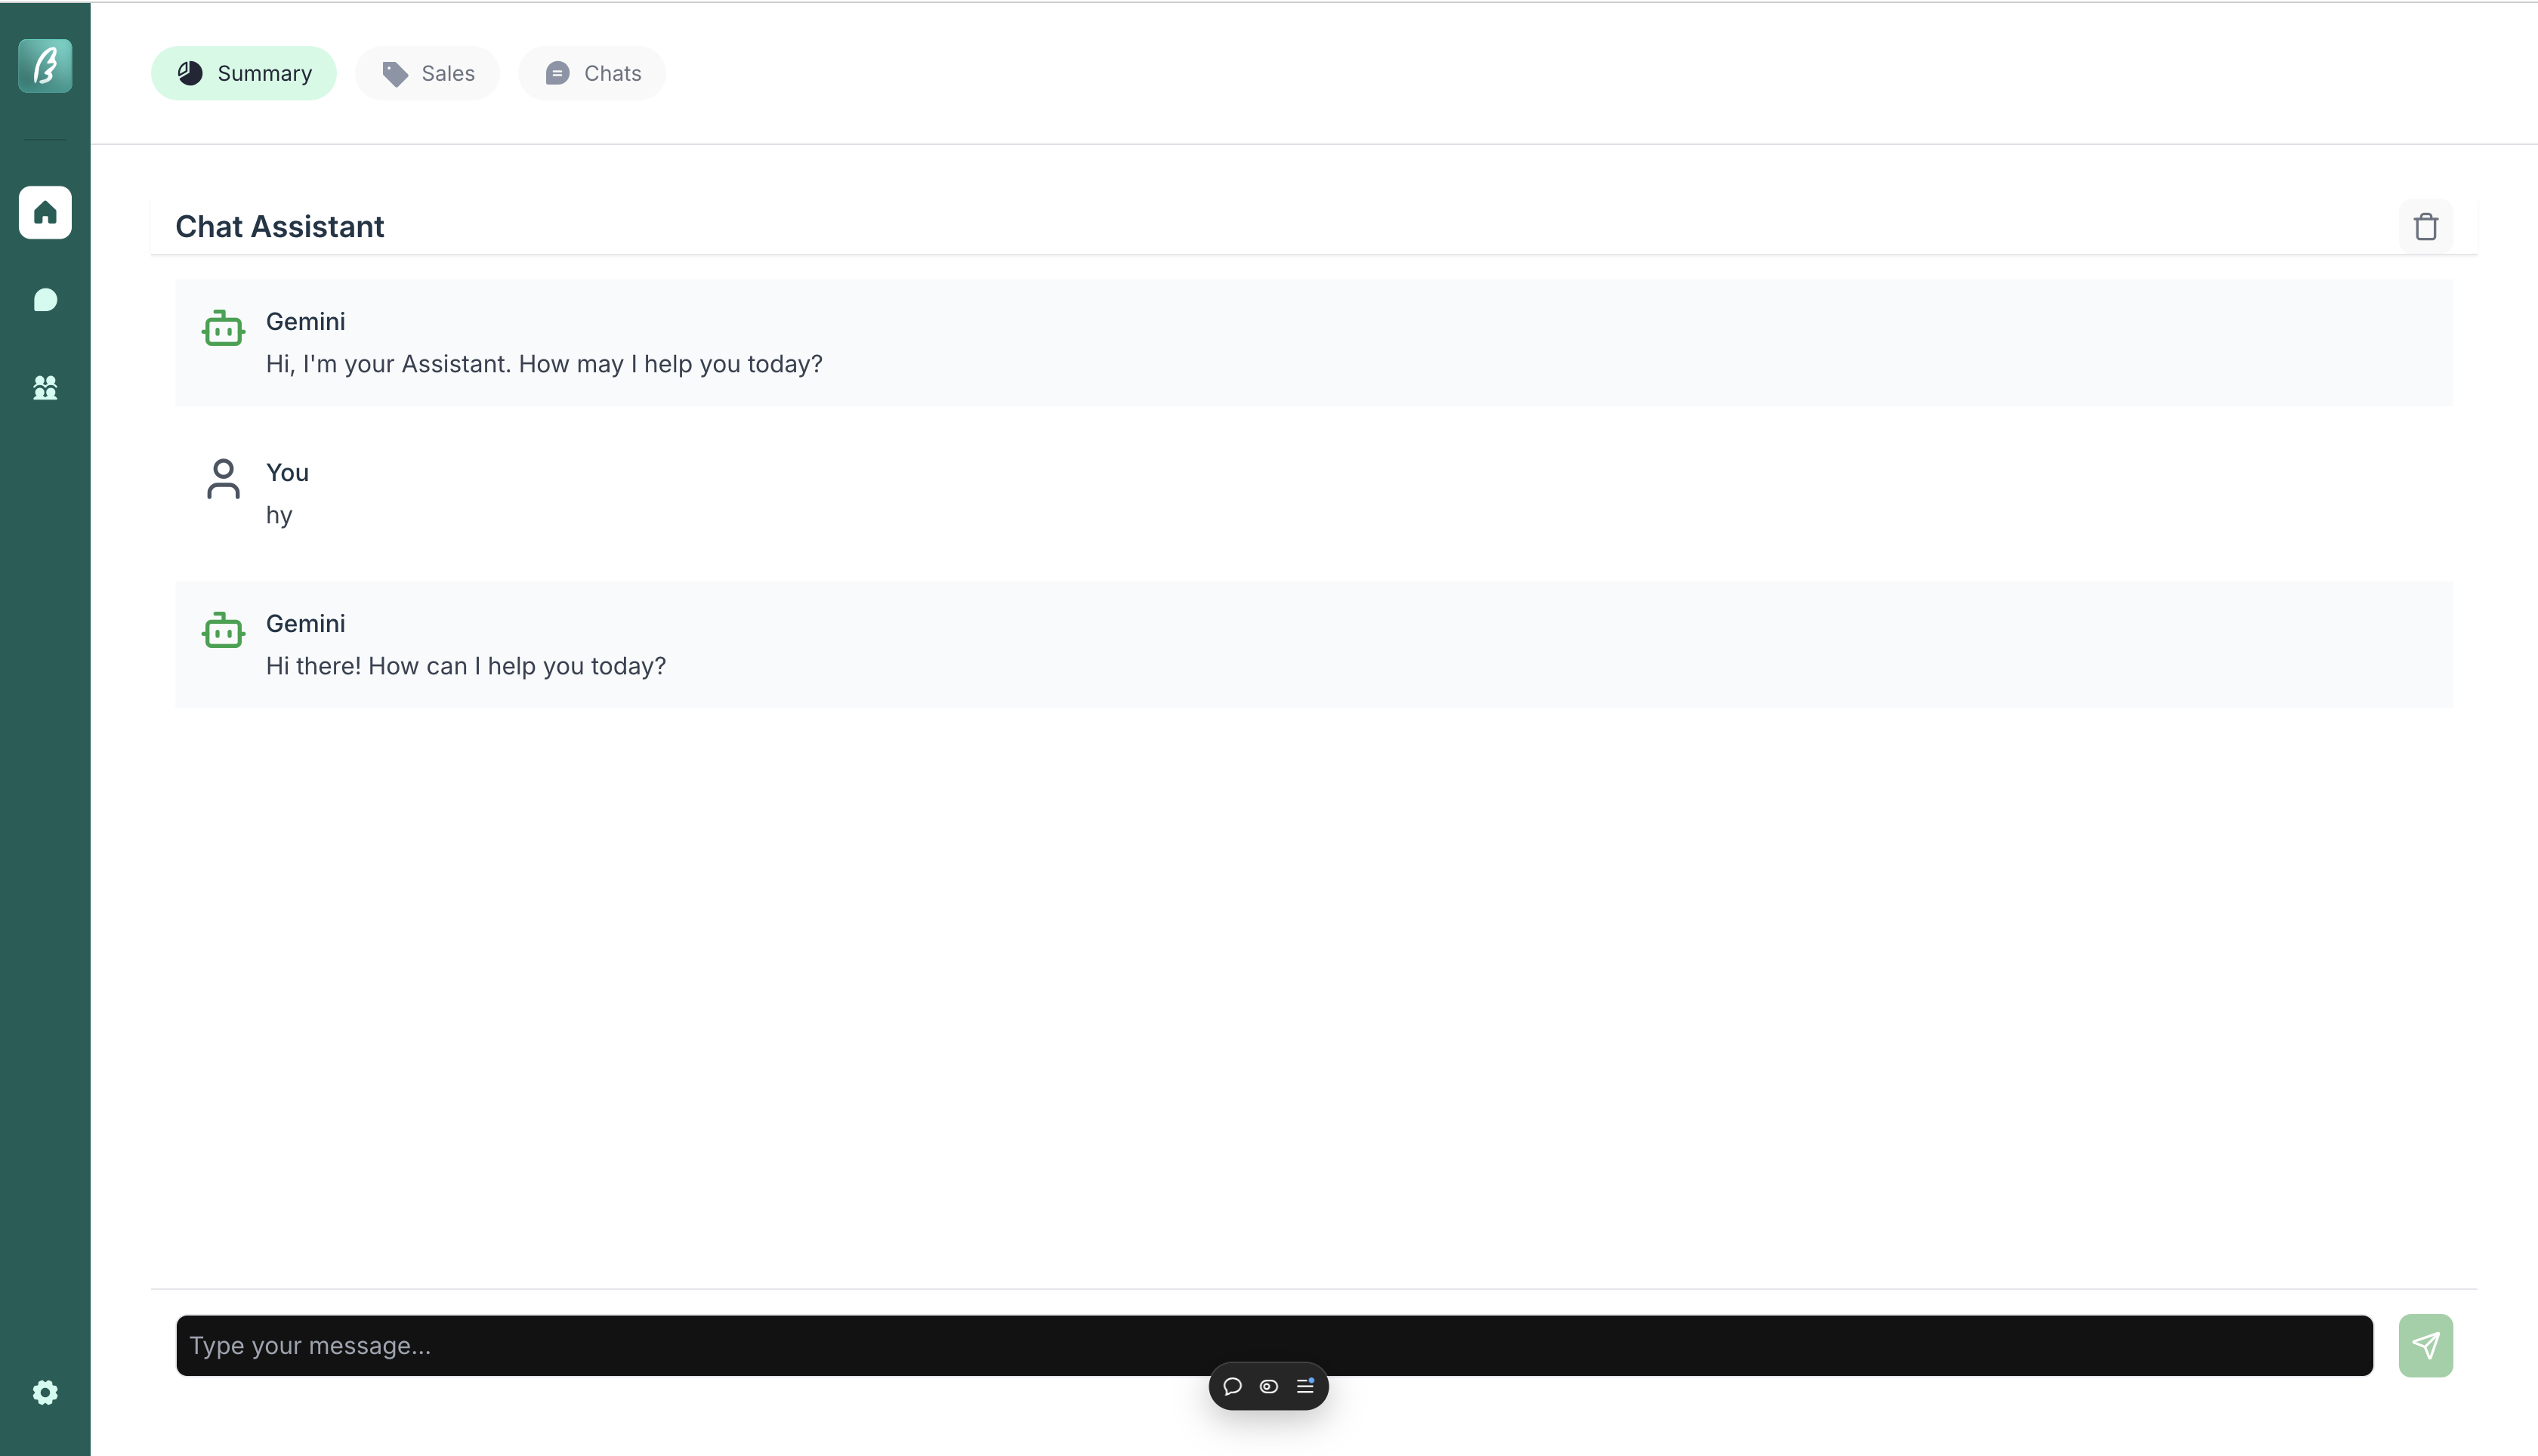 Summary
Sales
Chats
Chat Assistant
Gemini
Hi, I'm your Assistant. How may I help you today?
You
hy
Gemini
Hi there! How can I help you today?
Type your message...